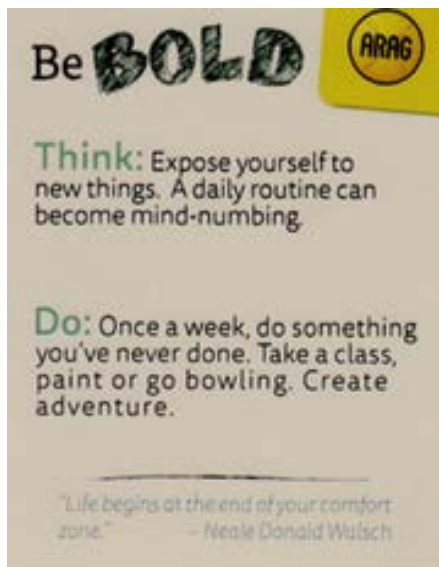 Be BOLD
ARAG
Think: Expose yourself to
new things. A daily routine can
become mind-numbing.
Do: Once a week, do something
you've never done. Take a class,
paint or go bowling. Create
adventure.
"Life begins at the end of your comfort
zone." – Neale Donald Walsch